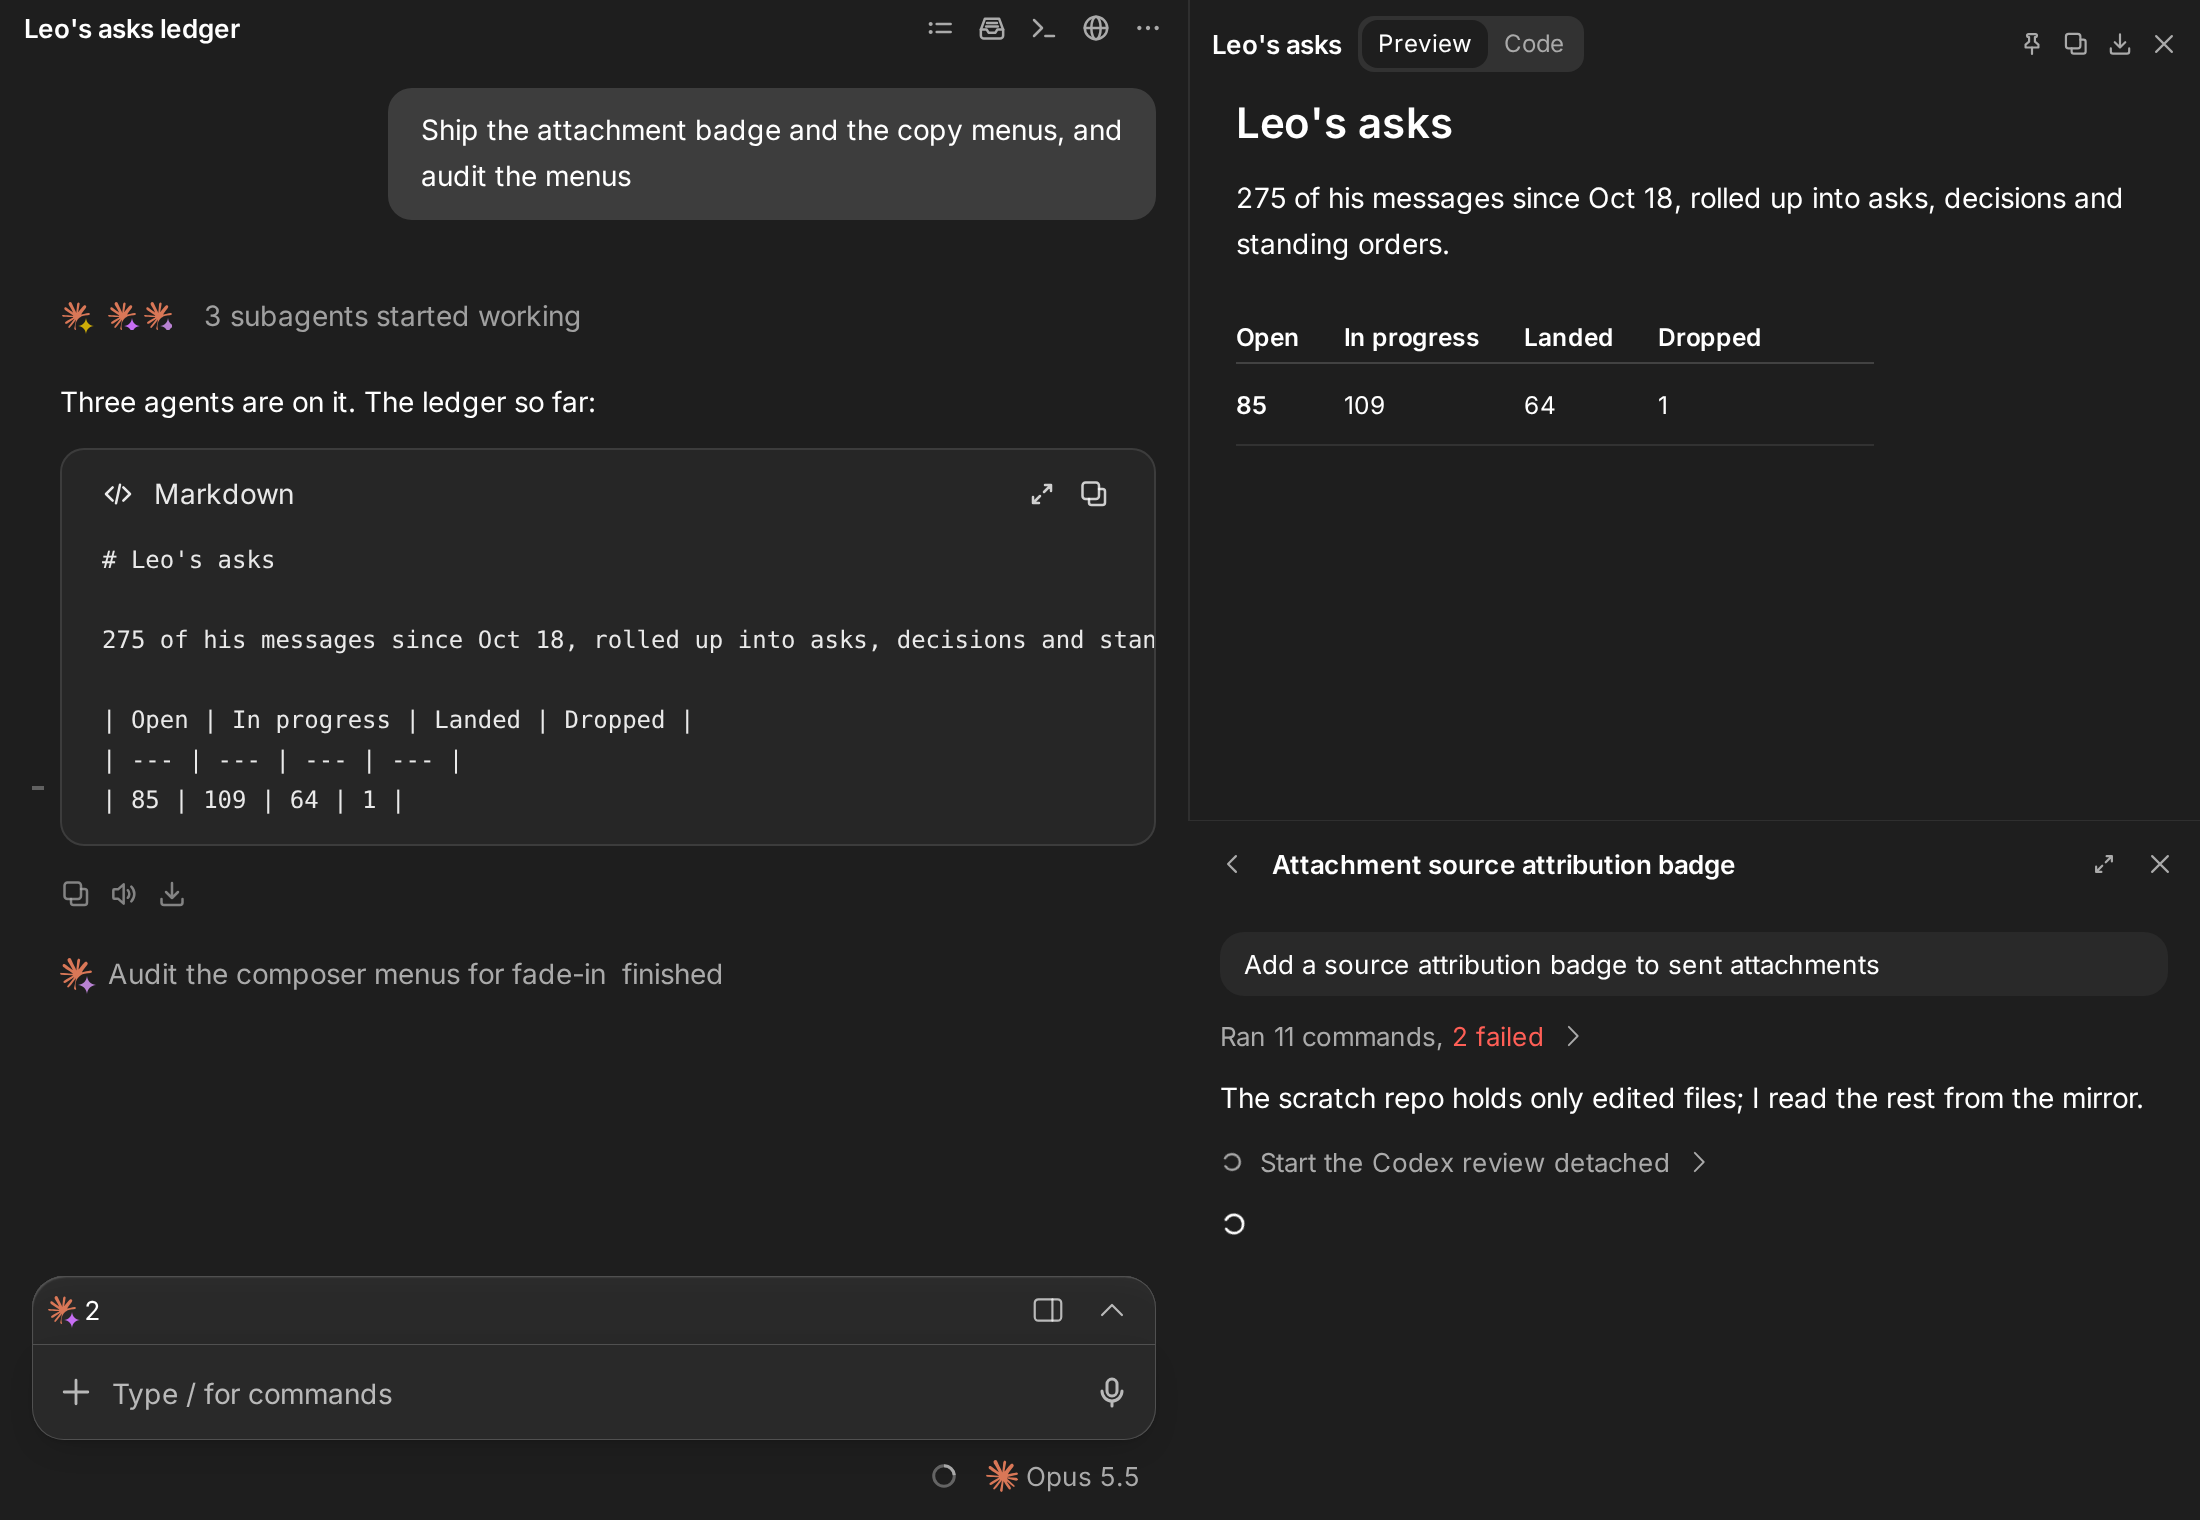 Leo's asks ledger
Ship the attachment badge and the copy menus, and
audit the menus
3 subagents started working
Three agents are on it. The ledger so far:
Markdown
# Leo's asks
275 of his messages since Oct 18, rolled up into asks, decisions and stan
| Open | In progress | Landed | Dropped |
| --- | --- | --- | --- |
| 85 | 109 | 64 | 1 |
Audit the composer menus for fade-in finished
2
Type / for commands
Opus 5.5
Leo's asks
Preview
Code
Leo's asks
275 of his messages since Oct 18, rolled up into asks, decisions and
standing orders.
Open In progress Landed Dropped
85 109 64 1
Attachment source attribution badge
Add a source attribution badge to sent attachments
Ran 11 commands, 2 failed
The scratch repo holds only edited files; I read the rest from the mirror.
Start the Codex review detached